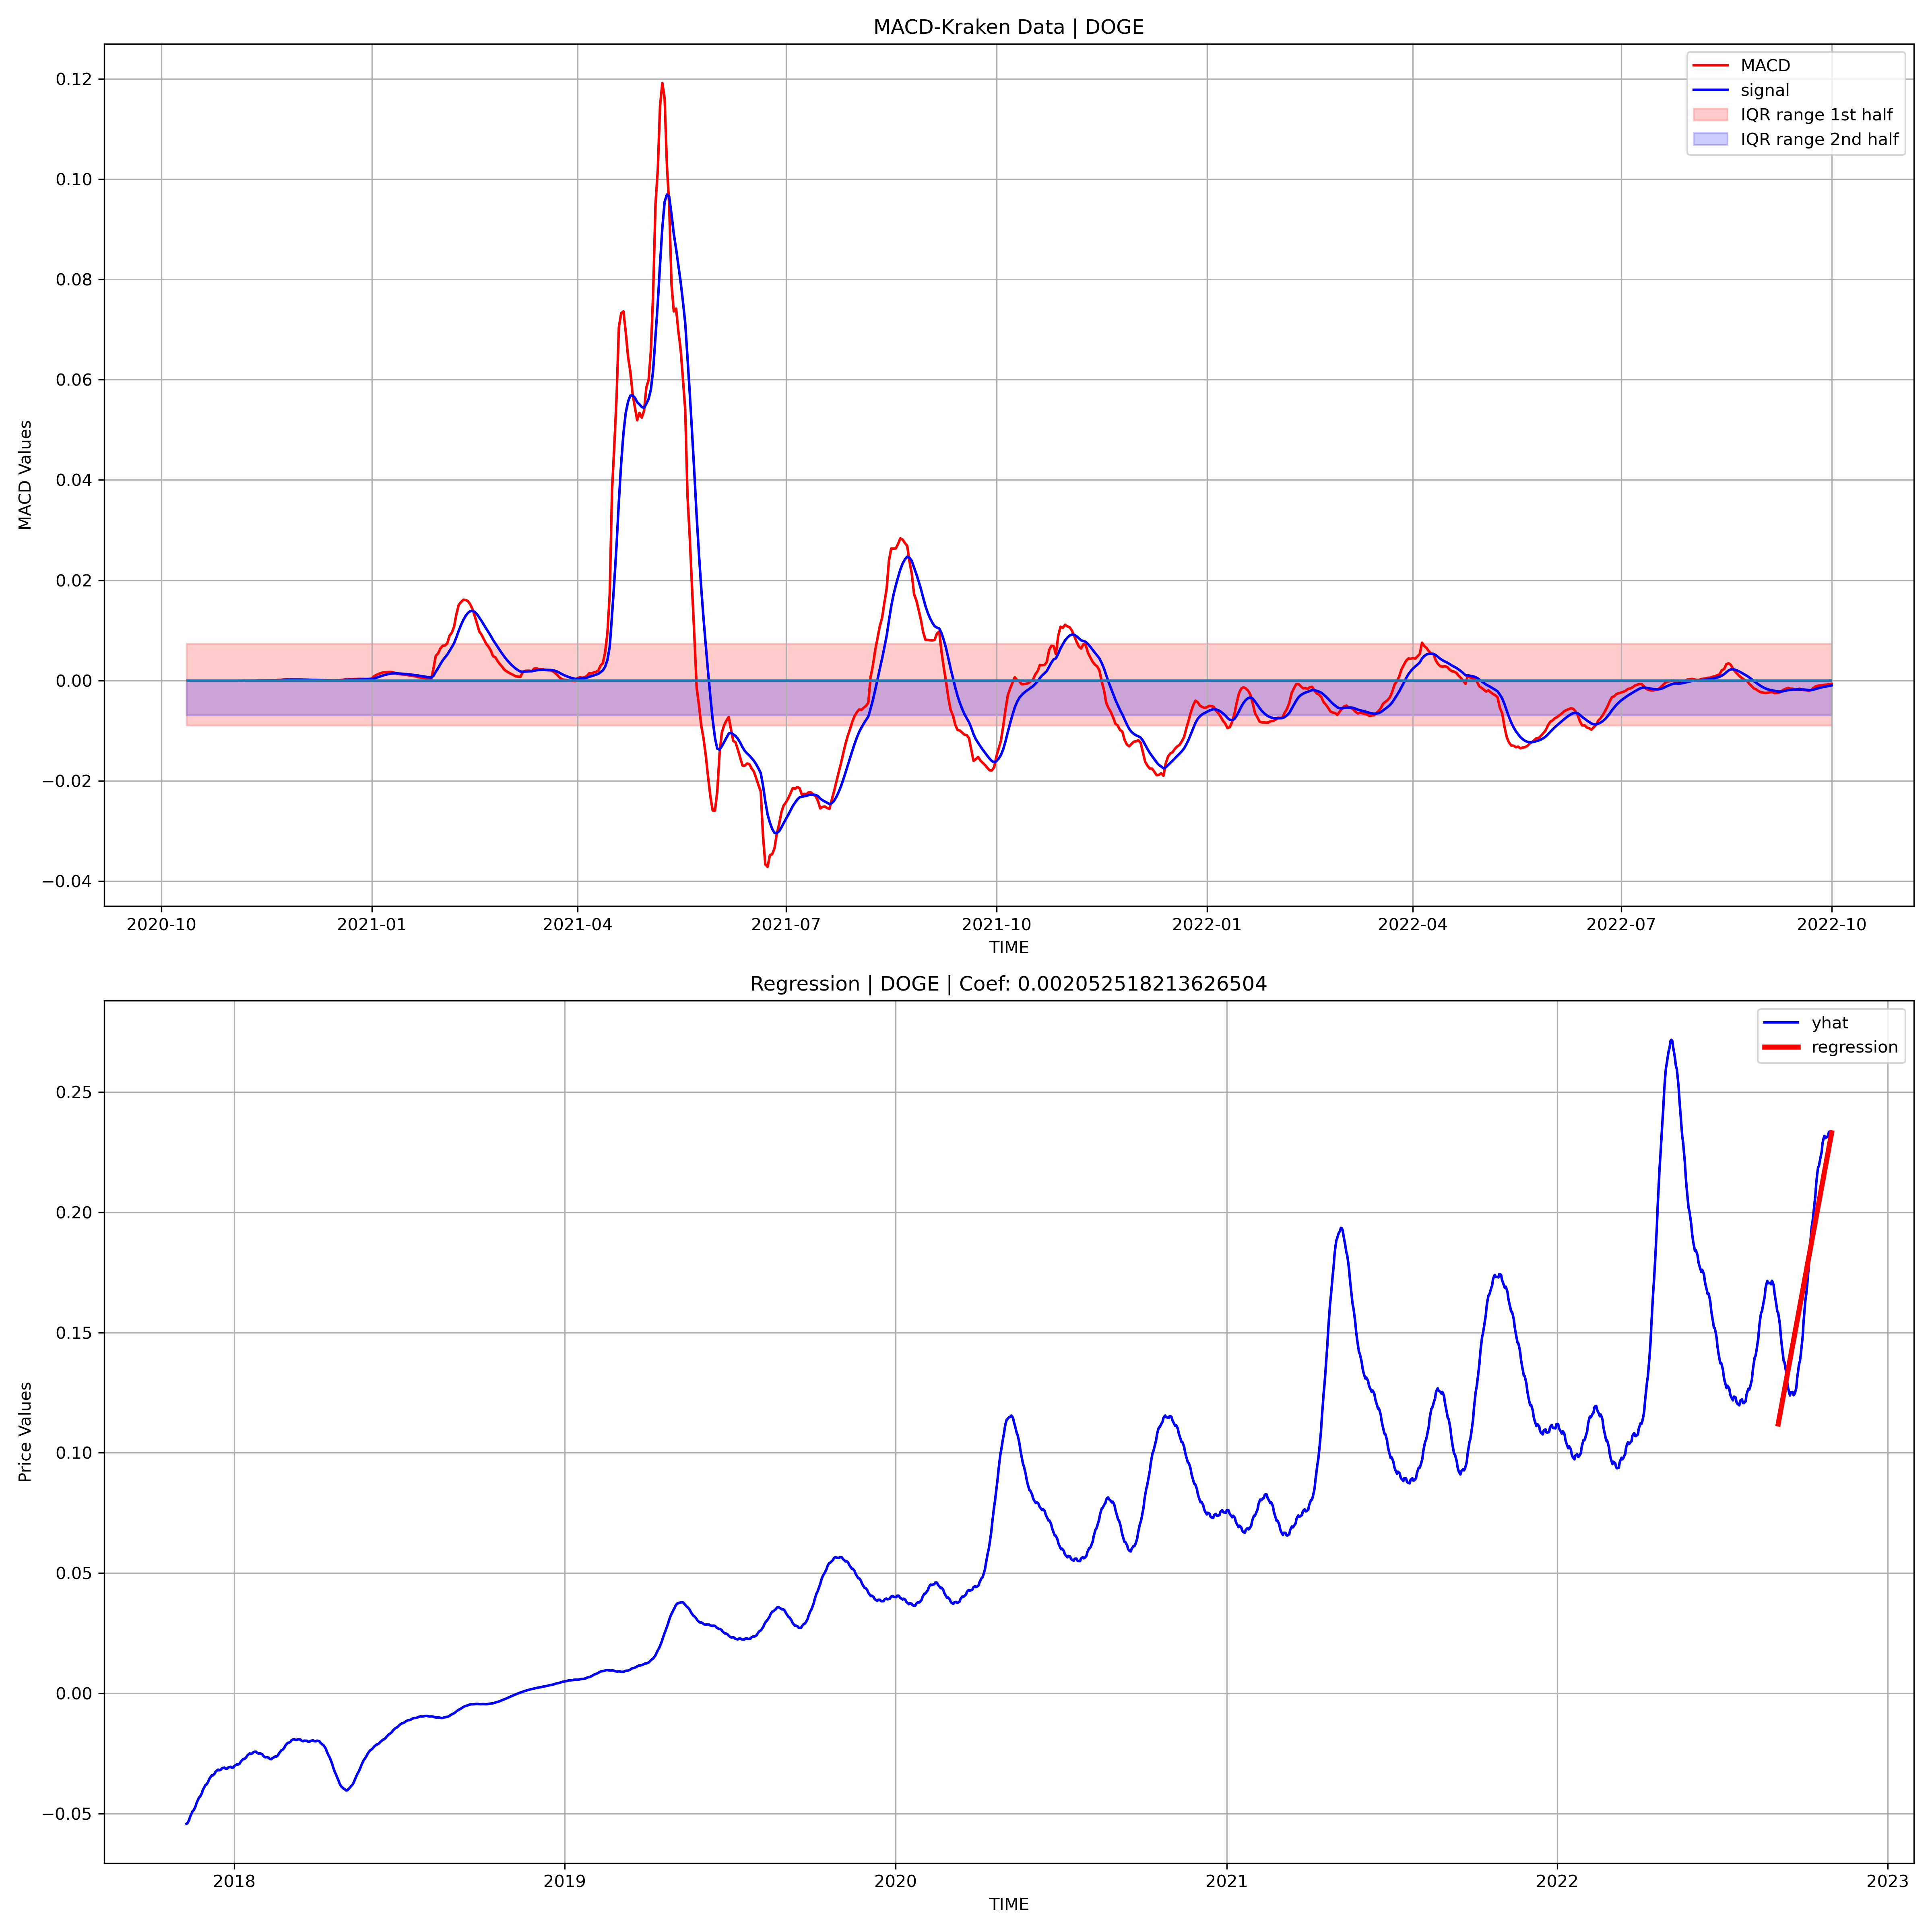 MACD-Kraken Data | DOGE
MACD
signal
IQR range 1st half
IQR range 2nd half
0.12
0.10
0.08
0.06
0.04
0.02
0.00
−0.02
−0.04
MACD Values
2020-10 2021-01 2021-04 2021-07 2021-10 2022-01 2022-04 2022-07 2022-10
TIME
Regression | DOGE | Coef: 0.002052518213626504
yhat
regression
0.25
0.20
0.15
0.10
0.05
0.00
−0.05
Price Values
2018 2019 2020 2021 2022 2023
TIME